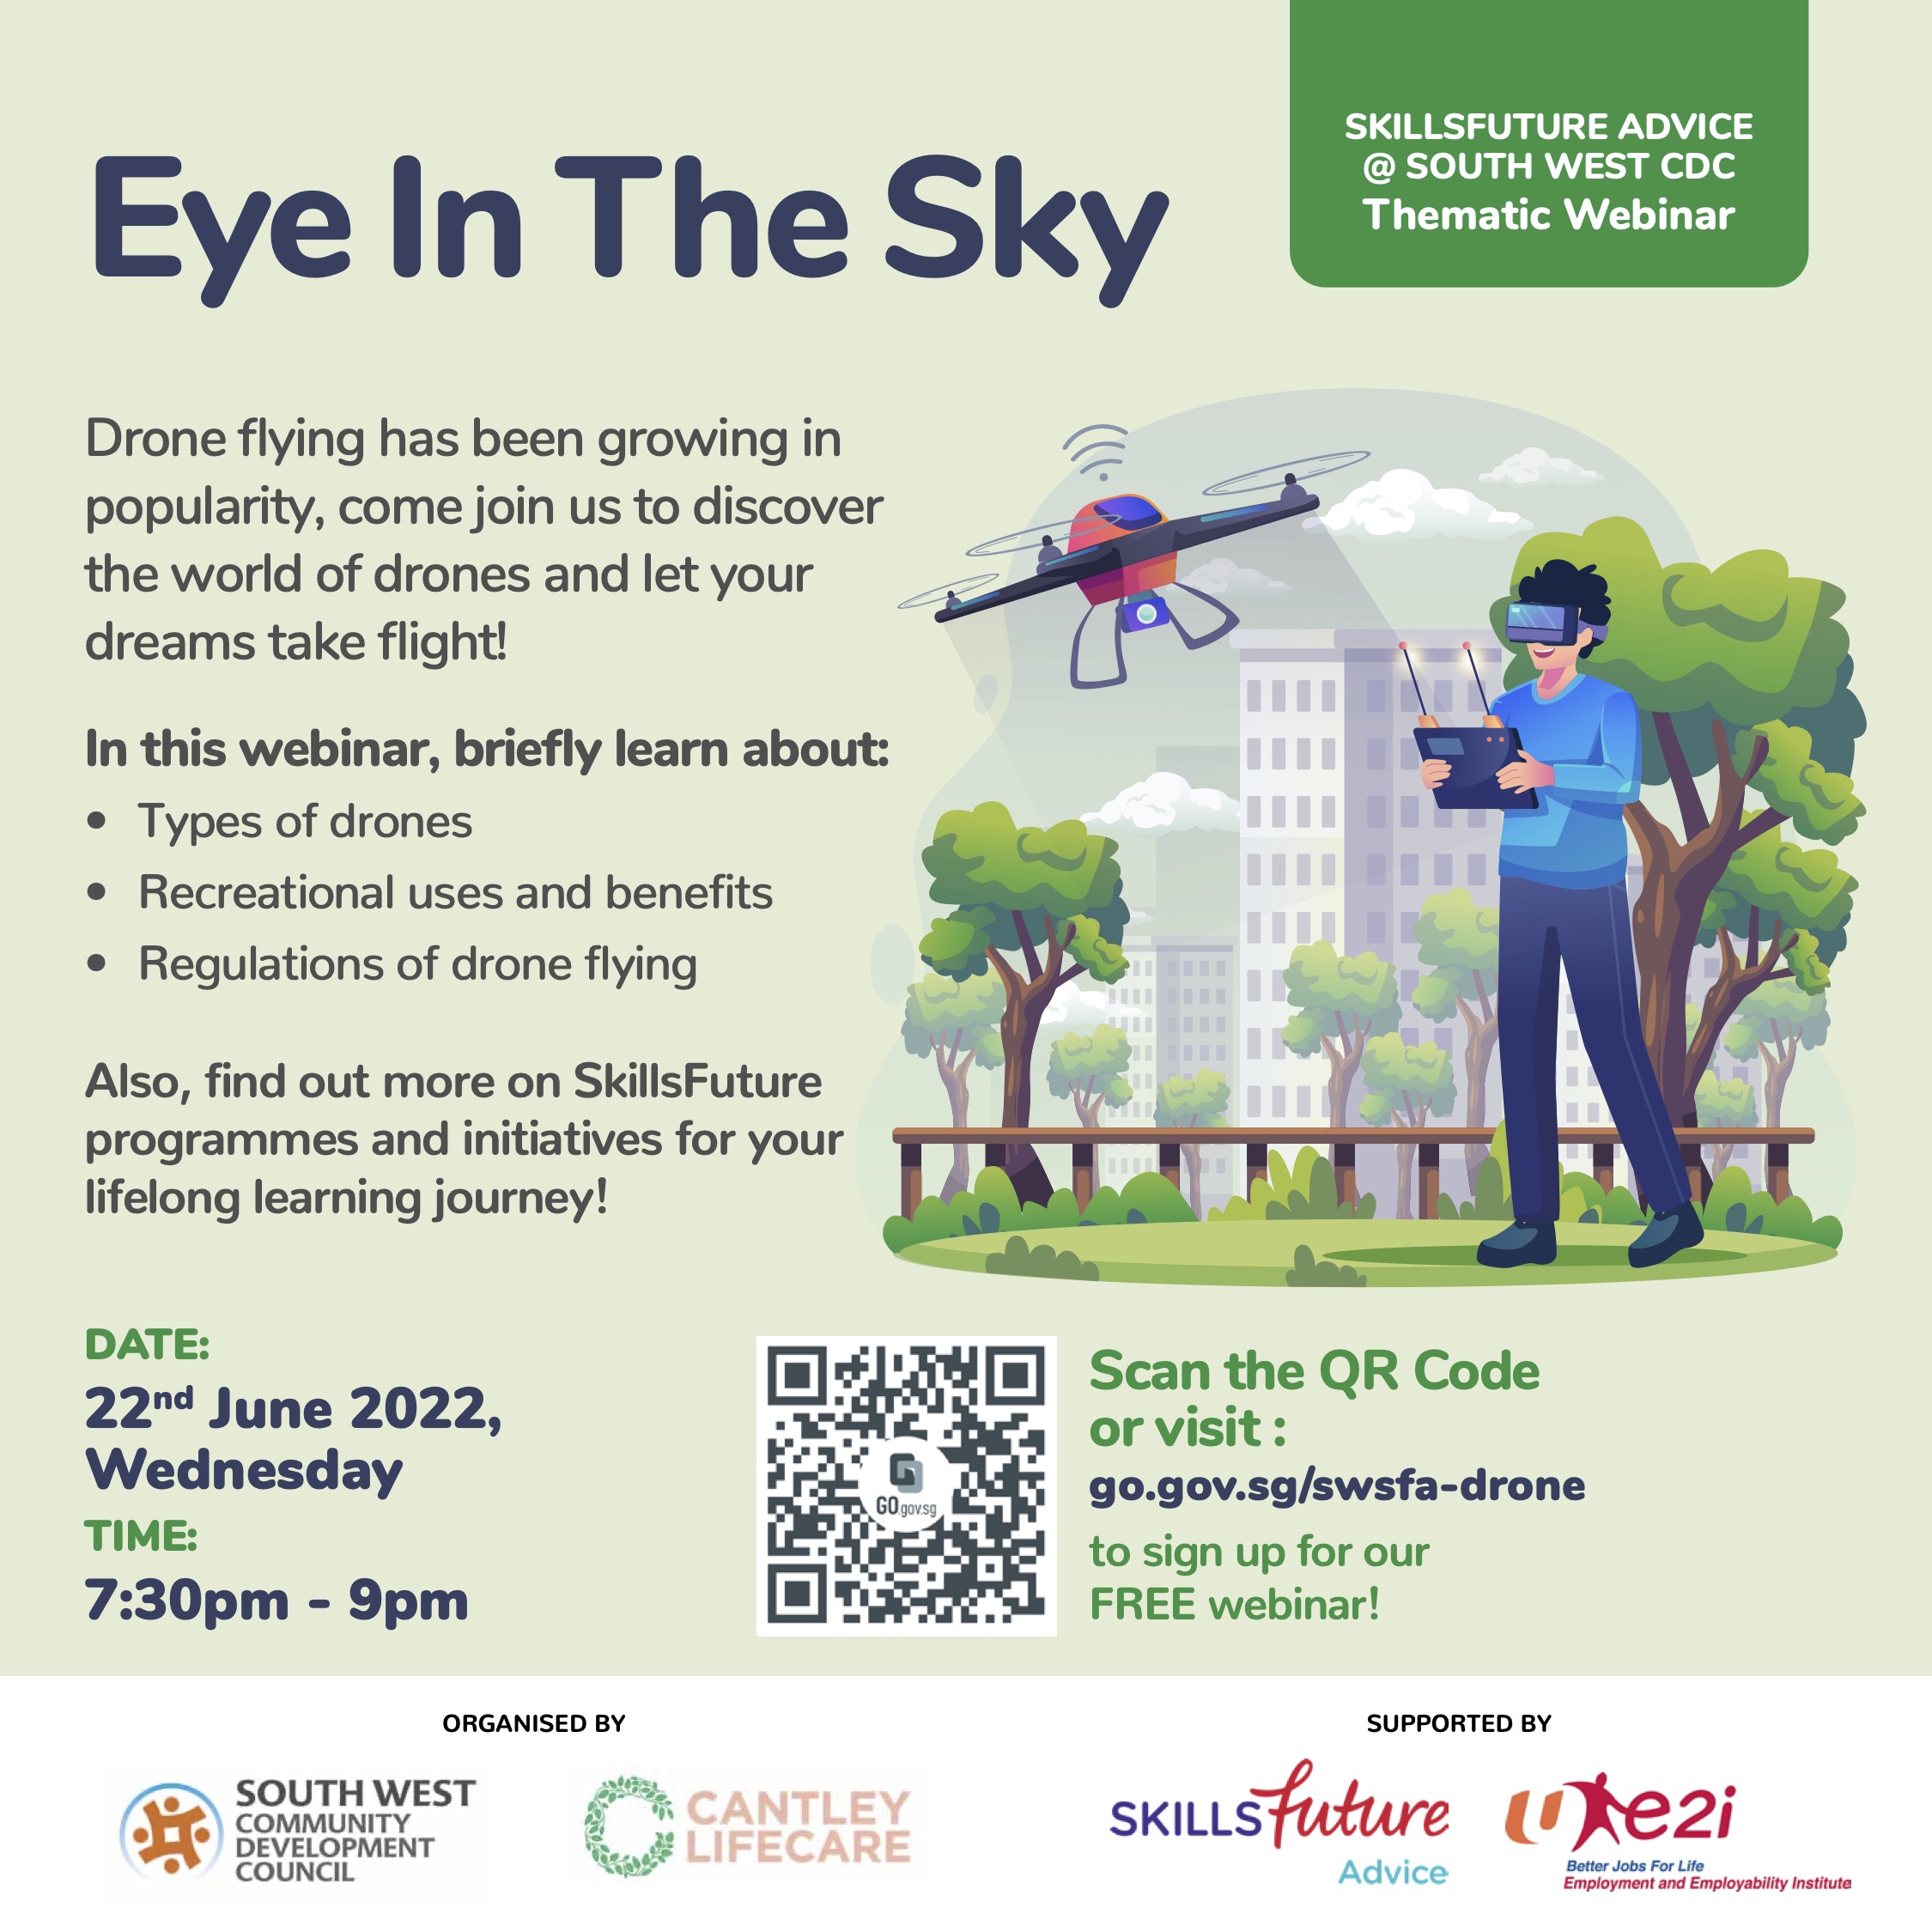 SKILLSFUTURE ADVICE
@ SOUTH WEST CDC
Thematic Webinar
Eye In The Sky
Drone flying has been growing in
popularity, come join us to discover
the world of drones and let your
dreams take flight!
In this webinar, briefly learn about:
• Types of drones
• Recreational uses and benefits
• Regulations of drone flying
Also, find out more on SkillsFuture
programmes and initiatives for your
lifelong learning journey!
DATE:
22nd June 2022,
Wednesday
TIME:
7:30pm - 9pm
GO.gov.sg
Scan the QR Code
or visit :
go.gov.sg/swsfa-drone
to sign up for our
FREE webinar!
ORGANISED BY
SOUTH WEST
COMMUNITY
DEVELOPMENT
COUNCIL
CANTLEY
LIFECARE
SUPPORTED BY
SKILLSfuture
Advice
U e2i
Better Jobs For Life
Employment and Employability Institute